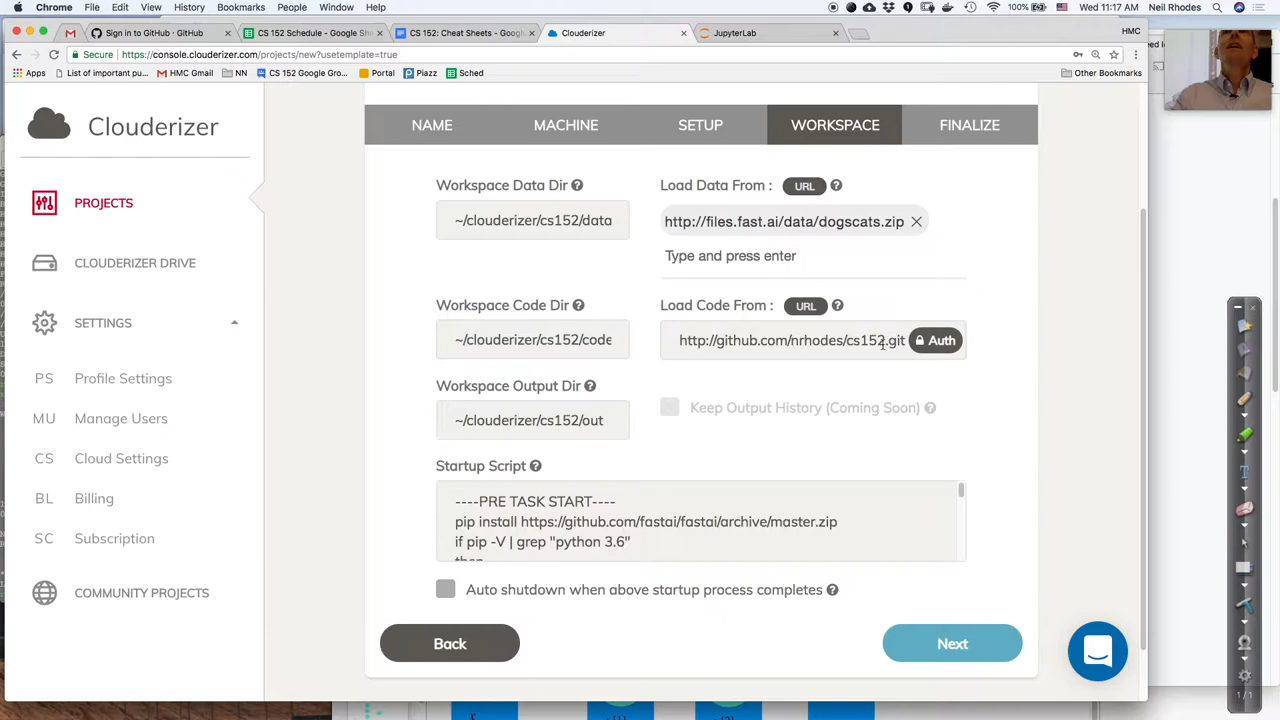 Chrome File Edit View History Bookmarks People Window Help 100% Wed 11:17 AM Neil Rhodes
Sign in to GitHub · GitHub CS 152 Schedule - Google She CS 152: Cheat Sheets - Google Clouderizer JupyterLab HMC
Secure https://console.clouderizer.com/projects/new?usetemplate=true
Apps List of important pu... HMC Gmail NN CS 152 Google Gro... Portal Piazz Sched Other Bookmarks
Clouderizer
PROJECTS
CLOUDERIZER DRIVE
SETTINGS
PS Profile Settings
MU Manage Users
CS Cloud Settings
BL Billing
SC Subscription
COMMUNITY PROJECTS
NAME MACHINE SETUP WORKSPACE FINALIZE
Workspace Data Dir ? Load Data From : URL ?
~/clouderizer/cs152/data http://files.fast.ai/data/dogscats.zip
Type and press enter
Workspace Code Dir ? Load Code From : URL ?
~/clouderizer/cs152/code http://github.com/nrhodes/cs152.git Auth
Workspace Output Dir ?
~/clouderizer/cs152/out Keep Output History (Coming Soon) ?
Startup Script ?
----PRE TASK START----
pip install https://github.com/fastai/fastai/archive/master.zip
if pip -V | grep "python 3.6"
then
Auto shutdown when above startup process completes ?
Back Next
1 / 1